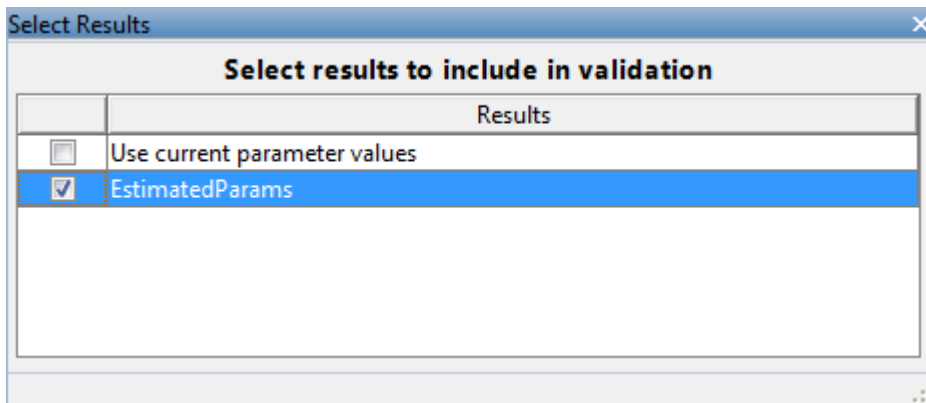 Select Results
Select results to include in validation
Results
Use current parameter values
EstimatedParams